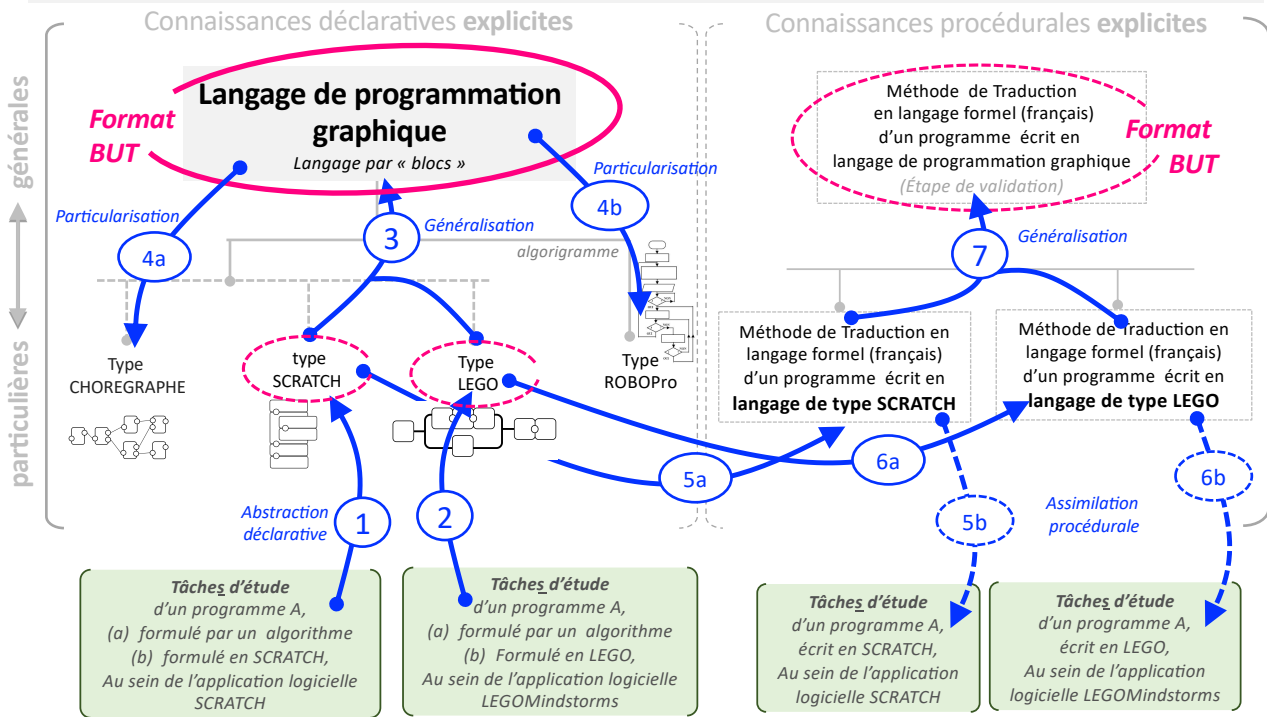 Connaissances déclaratives explicites
Connaissances procédurales explicites
générales
particulières
Langage de programmation
graphique
Langage par « blocs »
Format
BUT
Méthode de Traduction
en langage formel (français)
d'un programme écrit en
langage de programmation graphique
(Étape de validation)
Format
BUT
Particularisation
4a
3
Généralisation
Particularisation
4b
algorigramme
7
Généralisation
Type
CHOREGRAPHE
type
SCRATCH
Type
LEGO
Type
ROBOPro
Méthode de Traduction en
langage formel (français)
d'un programme écrit en
langage de type SCRATCH
Méthode de Traduction en
langage formel (français)
d'un programme écrit en
langage de type LEGO
5a
6a
Abstraction
déclarative
1
2
5b
Assimilation
procédurale
6b
Tâches d'étude
d'un programme A,
(a) formulé par un algorithme
(b) formulé en SCRATCH,
Au sein de l'application logicielle
SCRATCH
Tâches d'étude
d'un programme A,
(a) formulé par un algorithme
(b) Formulé en LEGO,
Au sein de l'application logicielle
LEGOMindstorms
Tâches d'étude
d'un programme A,
écrit en SCRATCH,
Au sein de l'application
logicielle SCRATCH
Tâches d'étude
d'un programme A,
écrit en LEGO,
Au sein de l'application
logicielle LEGOMindstorms